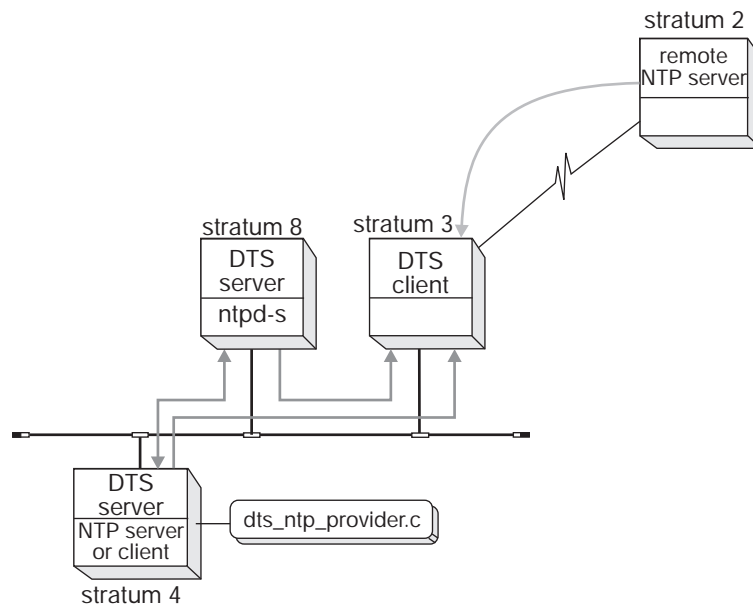 stratum 2
remote
NTP server
stratum 8
DTS
server
ntpd-s
stratum 3
DTS
client
DTS
server
NTP server
or client
stratum 4
dts_ntp_provider.c